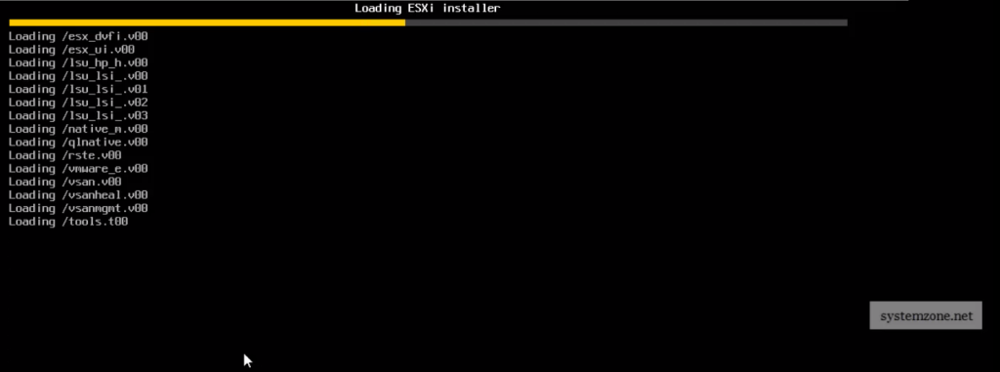 Loading ESXi installer
Loading /esx_dvfi.v00
Loading /esx_ui.v00
Loading /lsu_hp_h.v00
Loading /lsu_lsi_.v00
Loading /lsu_lsi_.v01
Loading /lsu_lsi_.v02
Loading /lsu_lsi_.v03
Loading /native_m.v00
Loading /qlnative.v00
Loading /rste.v00
Loading /vmware_e.v00
Loading /vsan.v00
Loading /vsanheal.v00
Loading /vsanmgmt.v00
Loading /tools.t00
systemzone.net